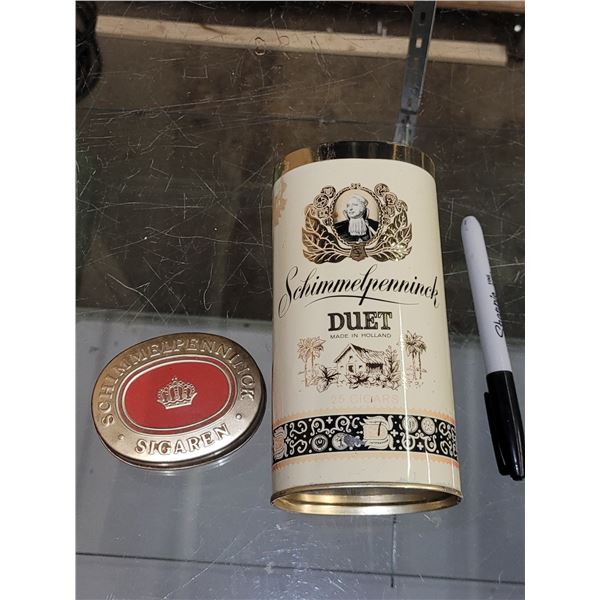 Schimmelpenninck
DUET
MADE IN HOLLAND
25 CIGARS
SCHIMMELPENNINCK
• SIGAREN •
Sharpie